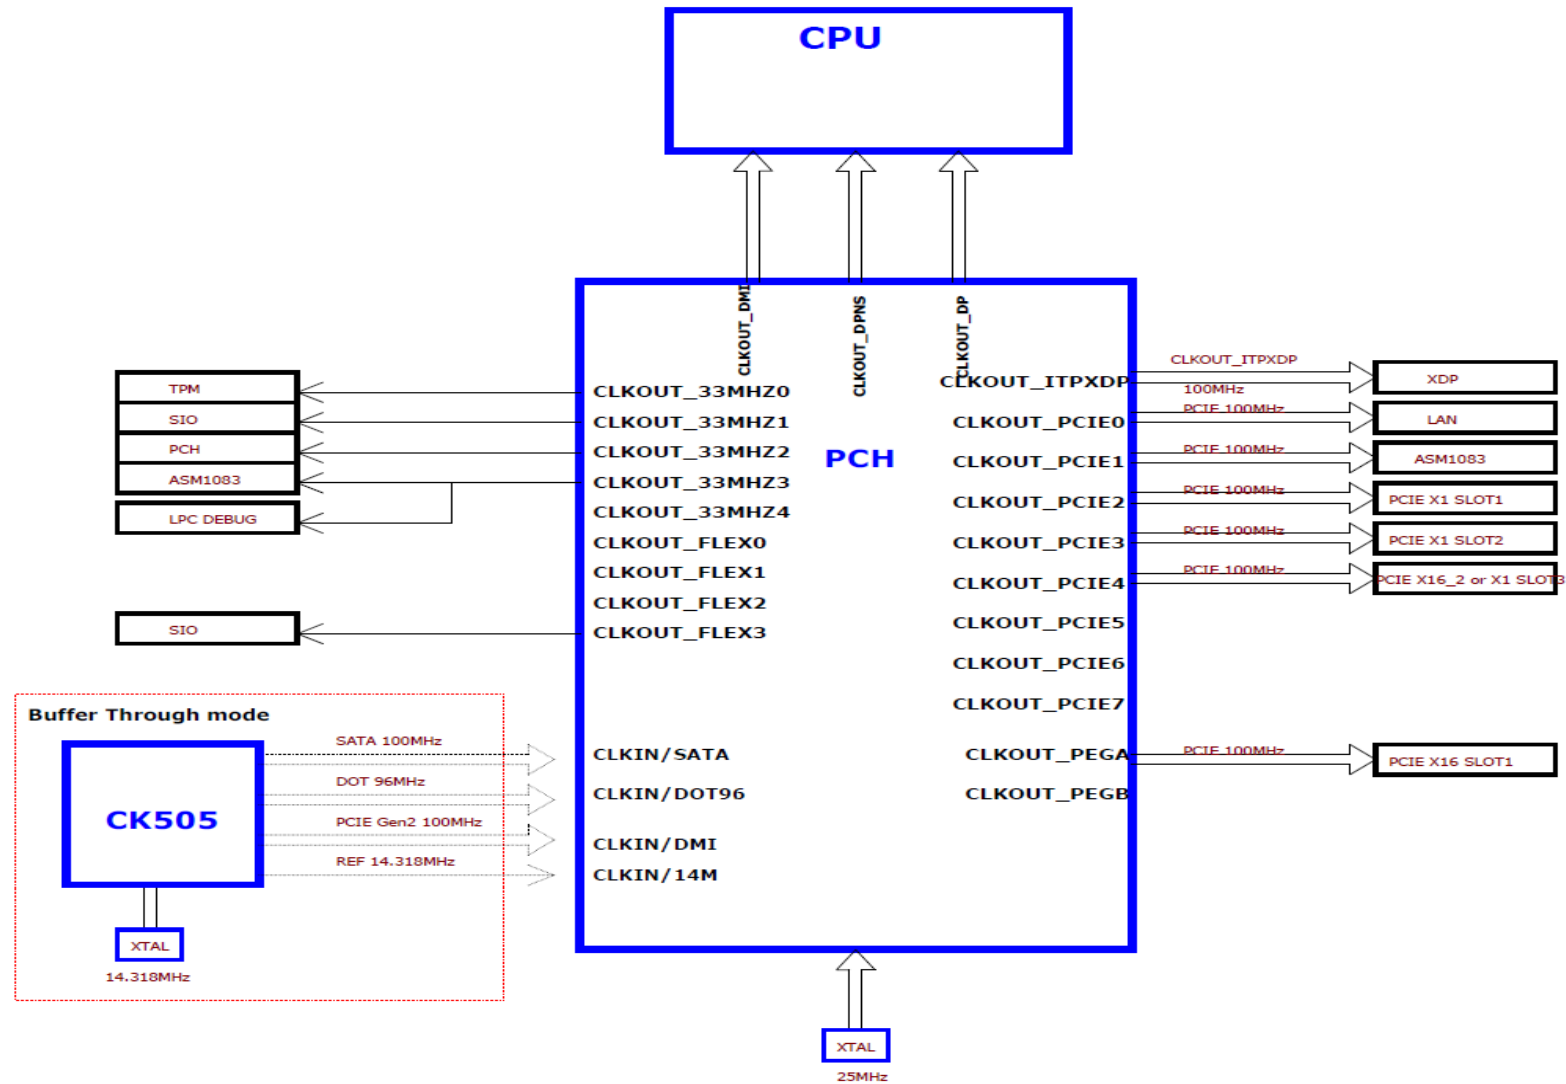 CPU
CLKOUT_DMI
CLKOUT_DPNS
CLKOUT_DP
TPM
SIO
PCH
ASM1083
LPC DEBUG
SIO
CLKOUT_33MHZ0
CLKOUT_33MHZ1
CLKOUT_33MHZ2
CLKOUT_33MHZ3
CLKOUT_33MHZ4
CLKOUT_FLEX0
CLKOUT_FLEX1
CLKOUT_FLEX2
CLKOUT_FLEX3
PCH
CLKOUT_ITPXDP
CLKOUT_PCIE0
CLKOUT_PCIE1
CLKOUT_PCIE2
CLKOUT_PCIE3
CLKOUT_PCIE4
CLKOUT_PCIE5
CLKOUT_PCIE6
CLKOUT_PCIE7
CLKOUT_PEGA
CLKOUT_PEGB
CLKOUT_ITPXDP
100MHz
PCIE 100MHz
PCIE 100MHz
PCIE 100MHz
PCIE 100MHz
PCIE 100MHz
PCIE 100MHz
XDP
LAN
ASM1083
PCIE X1 SLOT1
PCIE X1 SLOT2
PCIE X16_2 or X1 SLOT3
PCIE X16 SLOT1
Buffer Through mode
CK505
SATA 100MHz
DOT 96MHz
PCIE Gen2 100MHz
REF 14.318MHz
CLKIN/SATA
CLKIN/DOT96
CLKIN/DMI
CLKIN/14M
XTAL
14.318MHz
XTAL
25MHz